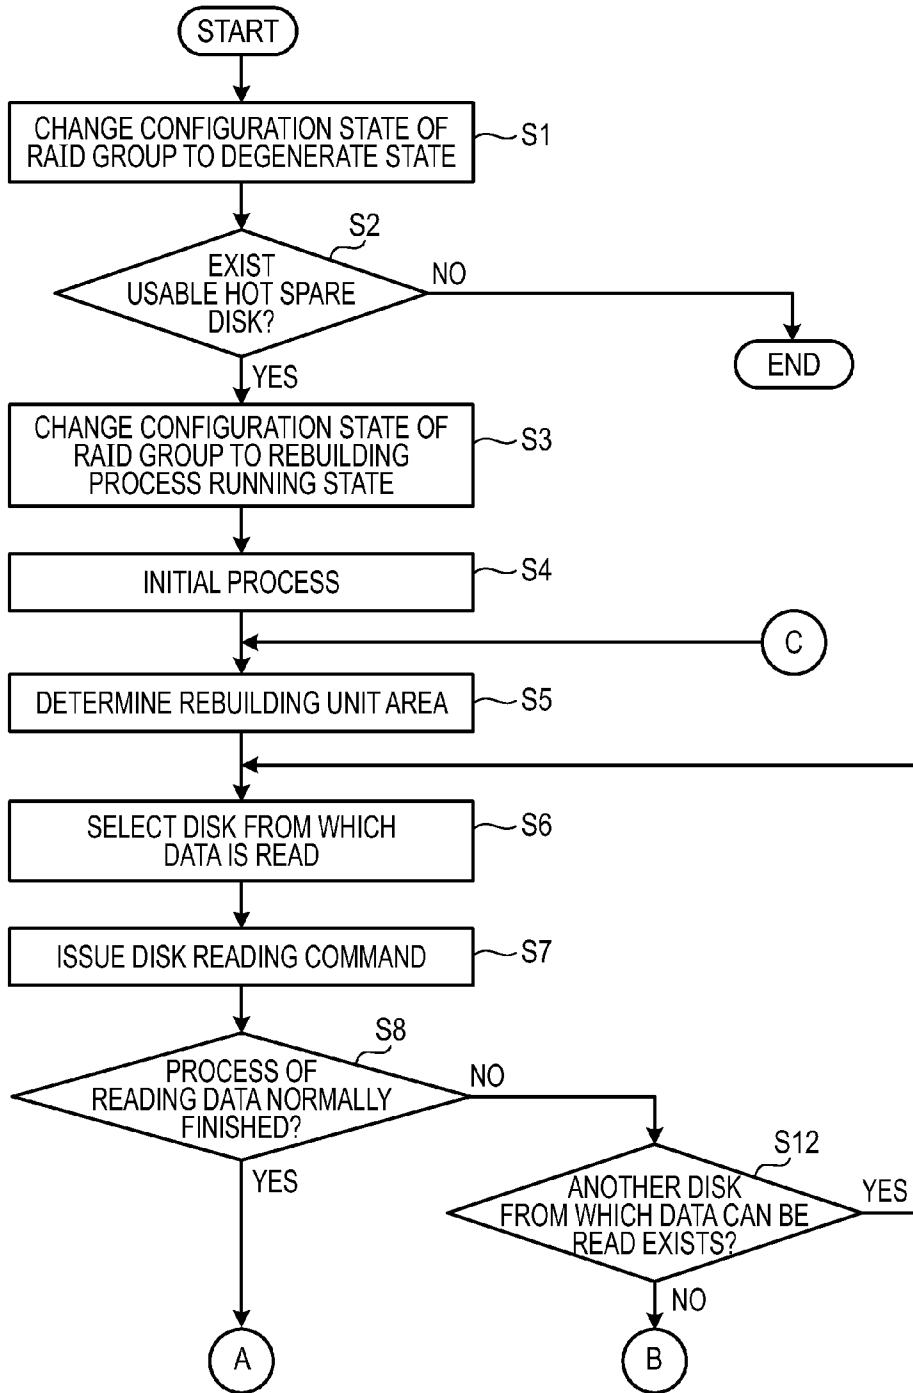 START
CHANGE CONFIGURATION STATE OF
RAID GROUP TO DEGENERATE STATE
S1
S2
EXIST
USABLE HOT SPARE
DISK?
NO
END
YES
CHANGE CONFIGURATION STATE OF
RAID GROUP TO REBUILDING
PROCESS RUNNING STATE
S3
INITIAL PROCESS
S4
C
DETERMINE REBUILDING UNIT AREA
S5
SELECT DISK FROM WHICH
DATA IS READ
S6
ISSUE DISK READING COMMAND
S7
S8
PROCESS OF
READING DATA NORMALLY
FINISHED?
NO
YES
S12
ANOTHER DISK
FROM WHICH DATA CAN BE
READ EXISTS?
YES
NO
A
B